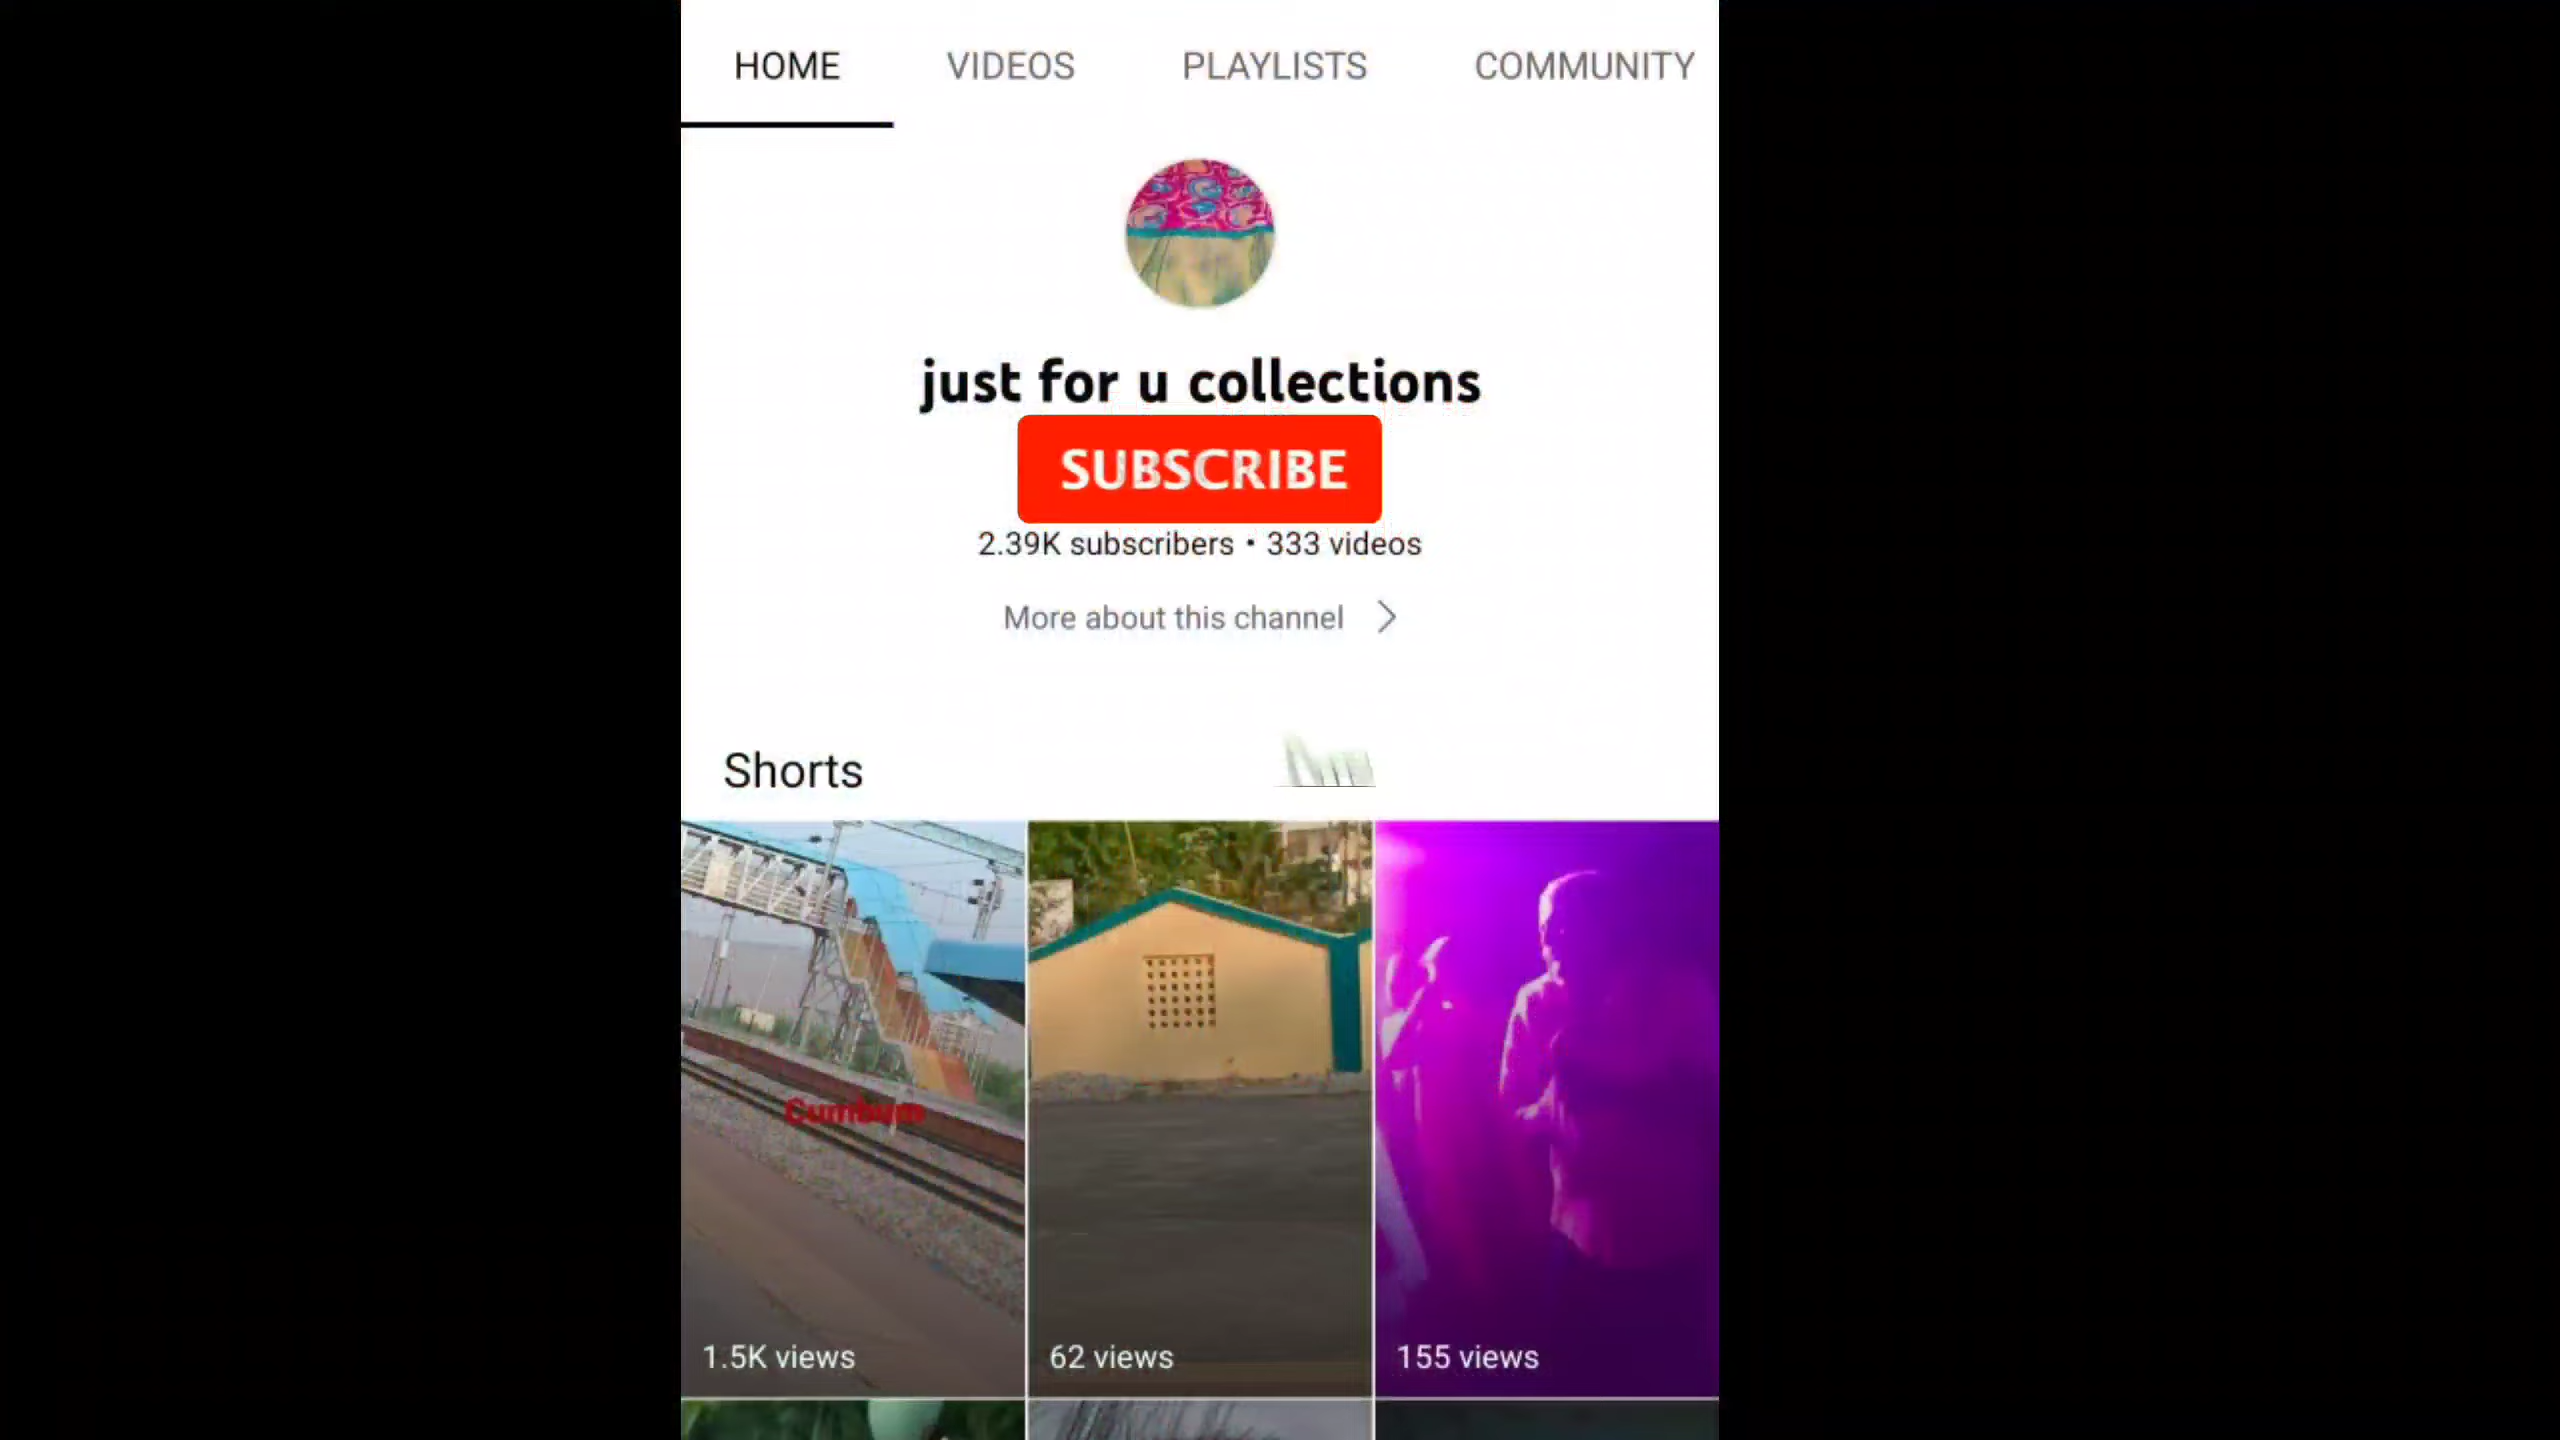 HOME VIDEOS PLAYLISTS COMMUNITY
just for u collections
SUBSCRIBE
2.39K subscribers • 333 videos
More about this channel
Shorts
Cumbum
1.5K views
62 views
155 views